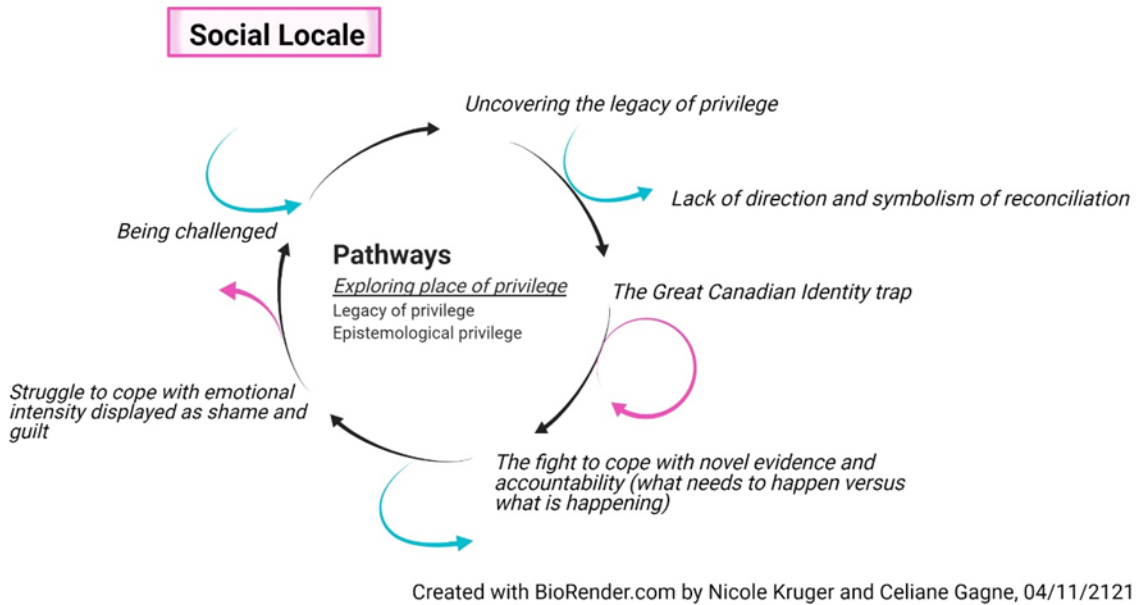 Social Locale
Uncovering the legacy of privilege
Lack of direction and symbolism of reconciliation
Being challenged
Pathways
Exploring place of privilege
Legacy of privilege
Epistemological privilege
The Great Canadian Identity trap
Struggle to cope with emotional
intensity displayed as shame and
guilt
The fight to cope with novel evidence and
accountability (what needs to happen versus
what is happening)
Created with BioRender.com by Nicole Kruger and Celiane Gagne, 04/11/2121